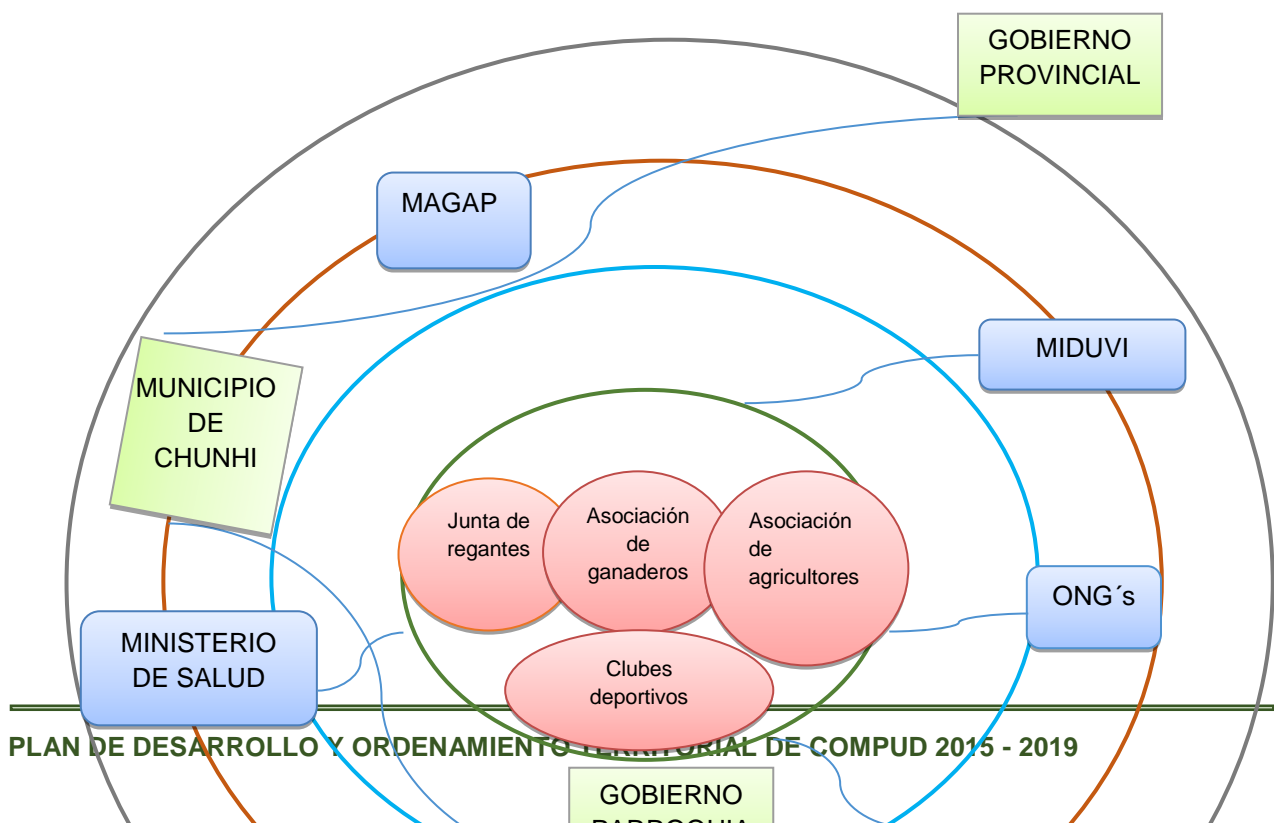 GOBIERNO
PROVINCIAL
MAGAP
MIDUVI
MUNICIPIO
DE
CHUNHI
Junta de
regantes
Asociación
de
ganaderos
Asociación
de
agricultores
ONG´s
MINISTERIO
DE SALUD
Clubes
deportivos
PLAN DE DESARROLLO Y ORDENAMIENTO TERRITORIAL DE COMPUD 2015 - 2019
GOBIERNO
PARROQUIA